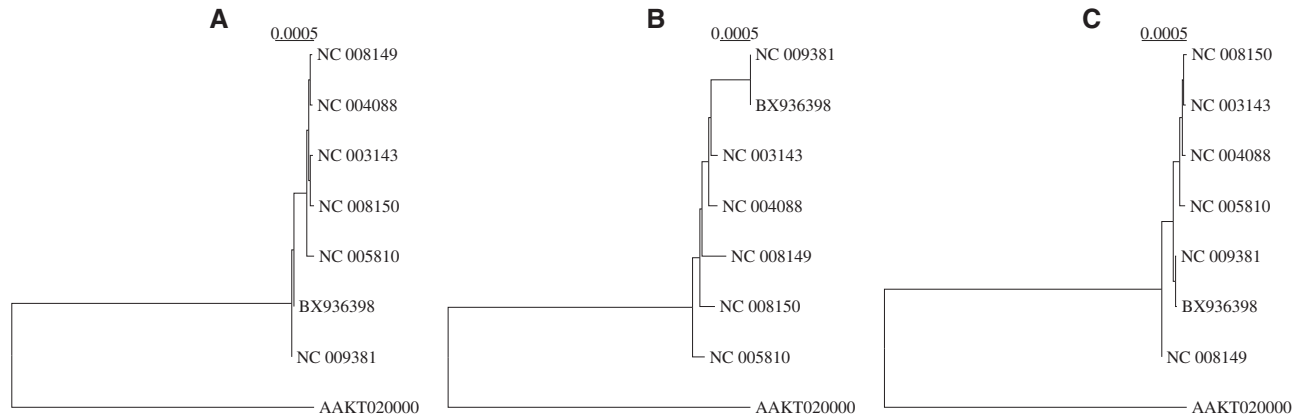 A
0.0005
NC 008149
NC 004088
NC 003143
NC 008150
NC 005810
BX936398
NC 009381
AAKT020000
B
0.0005
NC 009381
BX936398
NC 003143
NC 004088
NC 008149
NC 008150
NC 005810
AAKT020000
C
0.0005
NC 008150
NC 003143
NC 004088
NC 005810
NC 009381
BX936398
NC 008149
AAKT020000